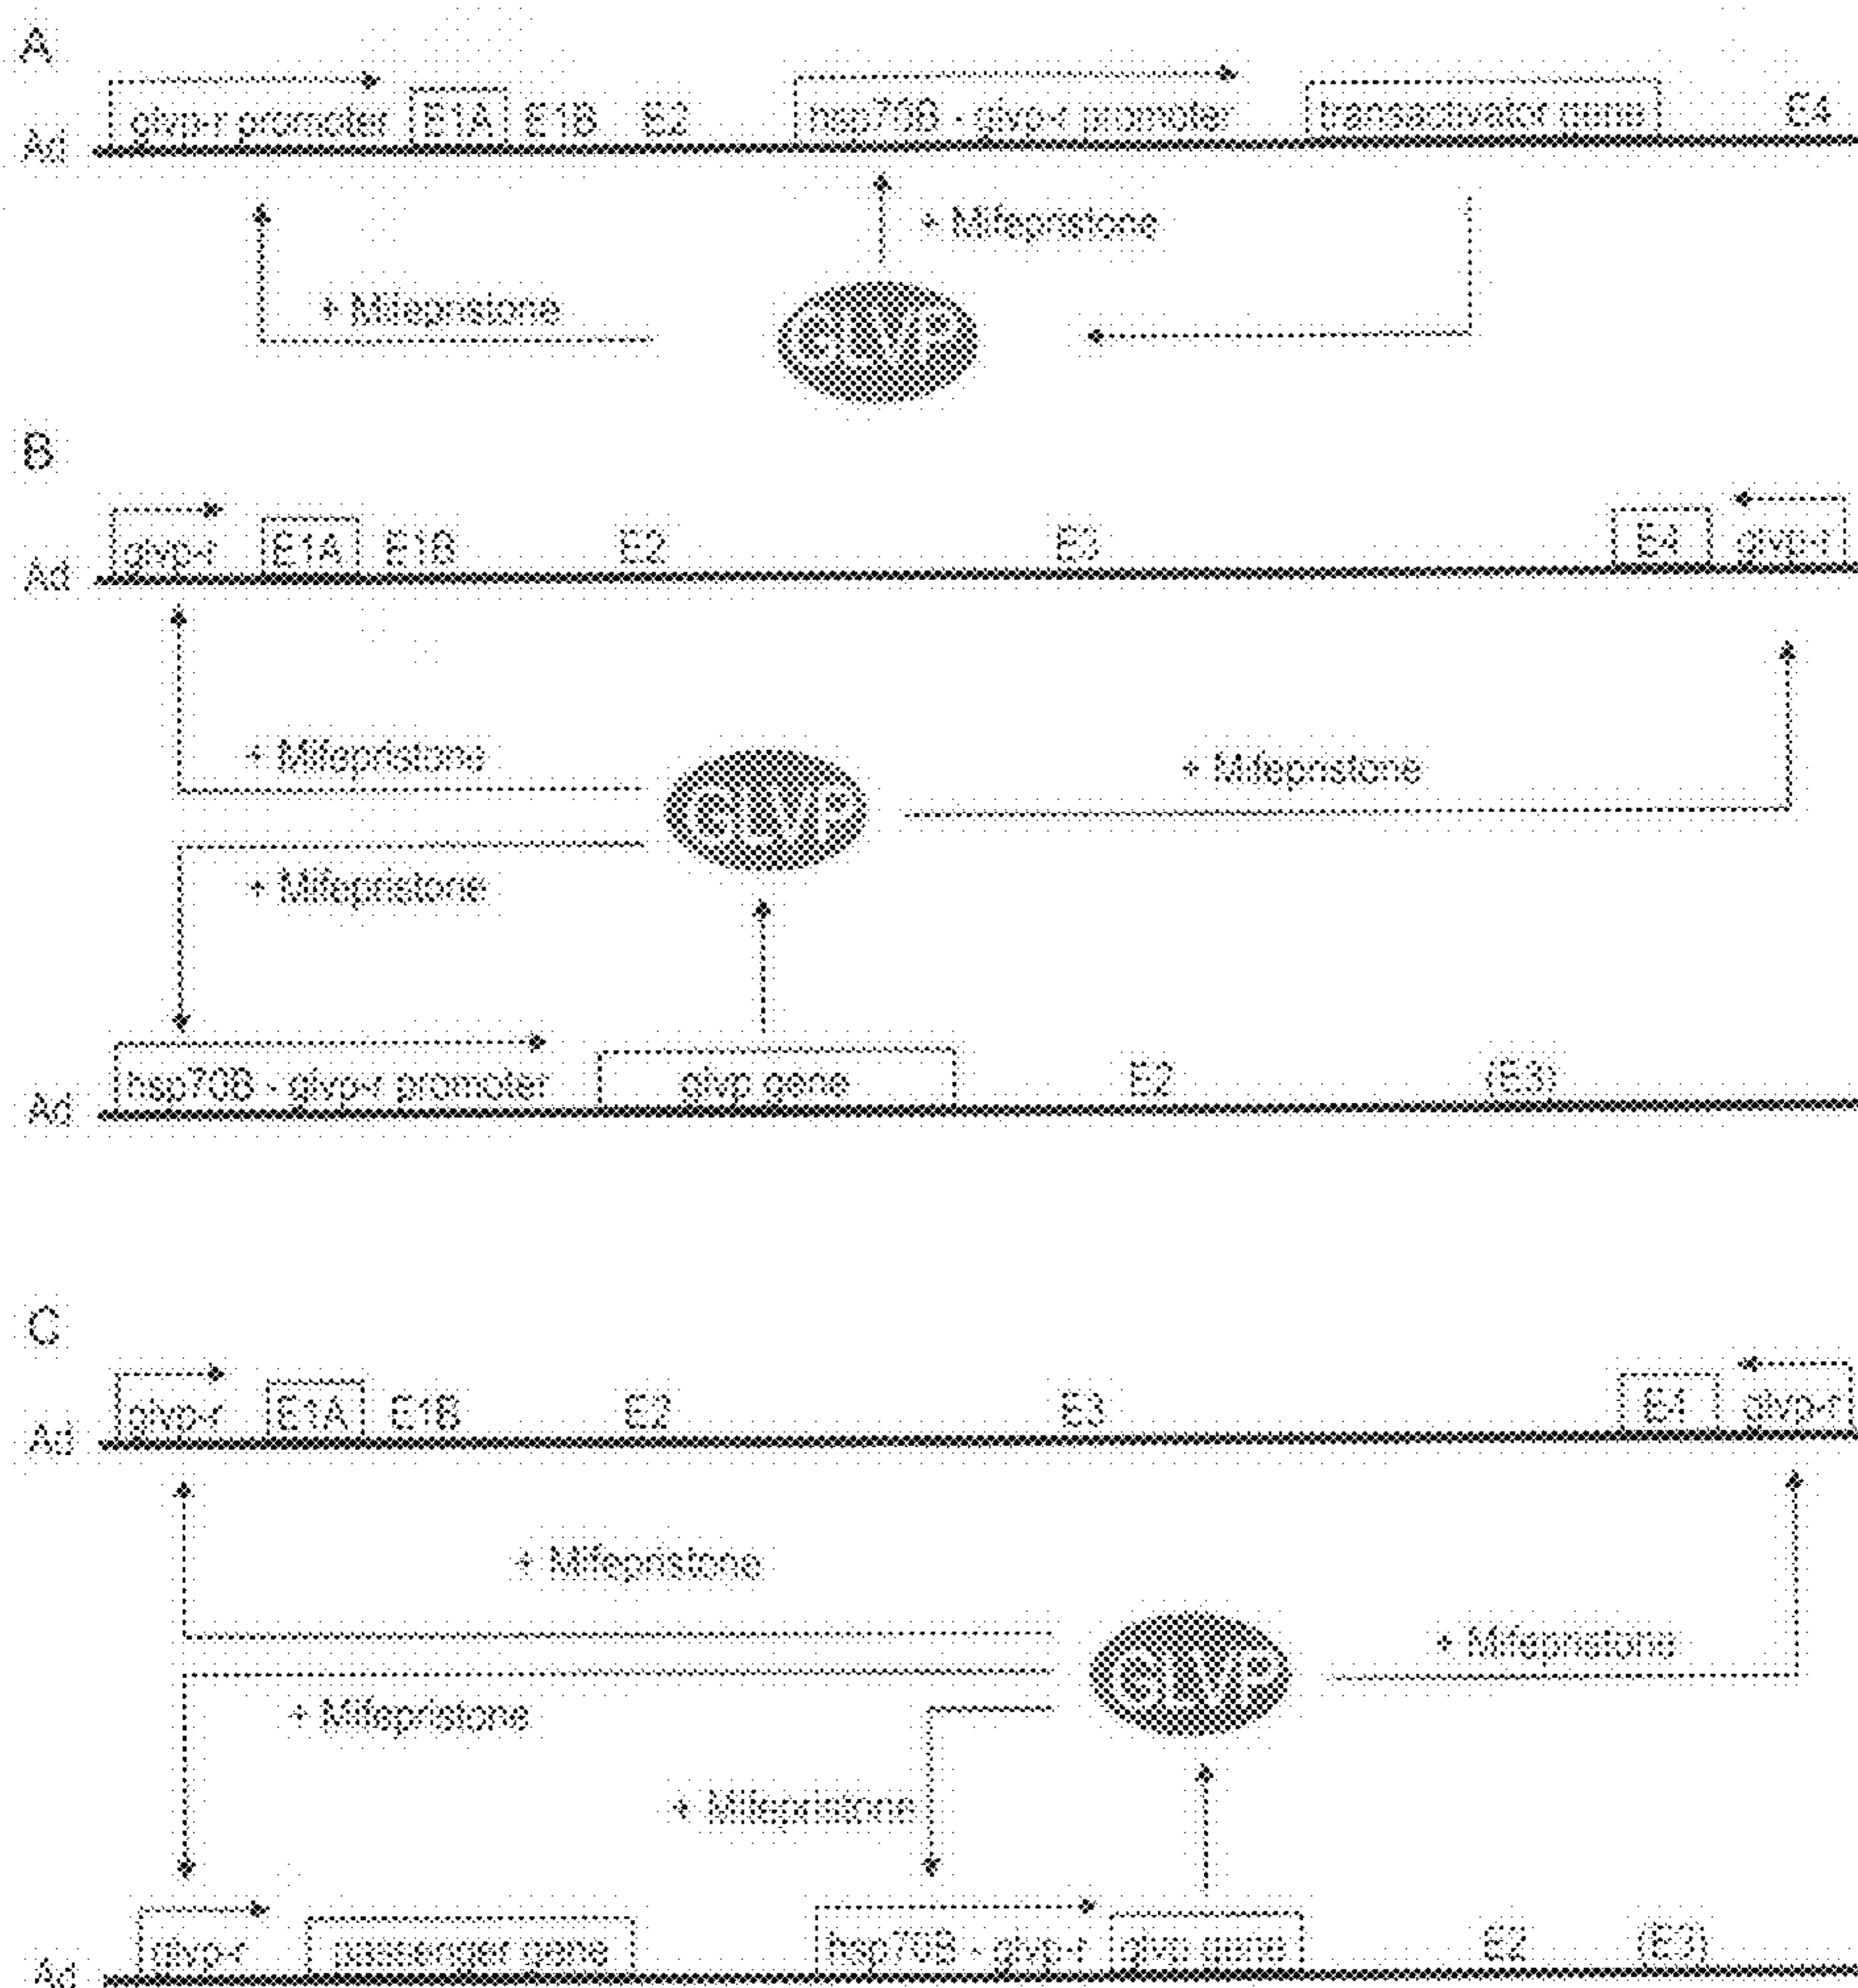 A
glvp-r promoter E1A E1B E2 hsp70B - glvp-r promoter transactivator gene E4
Ad
+ Mifepristone
+ Mifepristone
GLVP
B
glvp-r E1A E1B E2 E3 E4 glvp-r
Ad
+ Mifepristone + Mifepristone
GLVP
+ Mifepristone
hsp70B - glvp-r promoter glvp gene E2 (E3)
Ad
C
glvp-r E1A E1B E2 E3 E4 glvp-r
Ad
+ Mifepristone
+ Mifepristone
GLVP
+ Mifepristone
+ Mifepristone
glvp-r passenger gene hsp70B - glvp-r glvp gene E2 (E3)
Ad